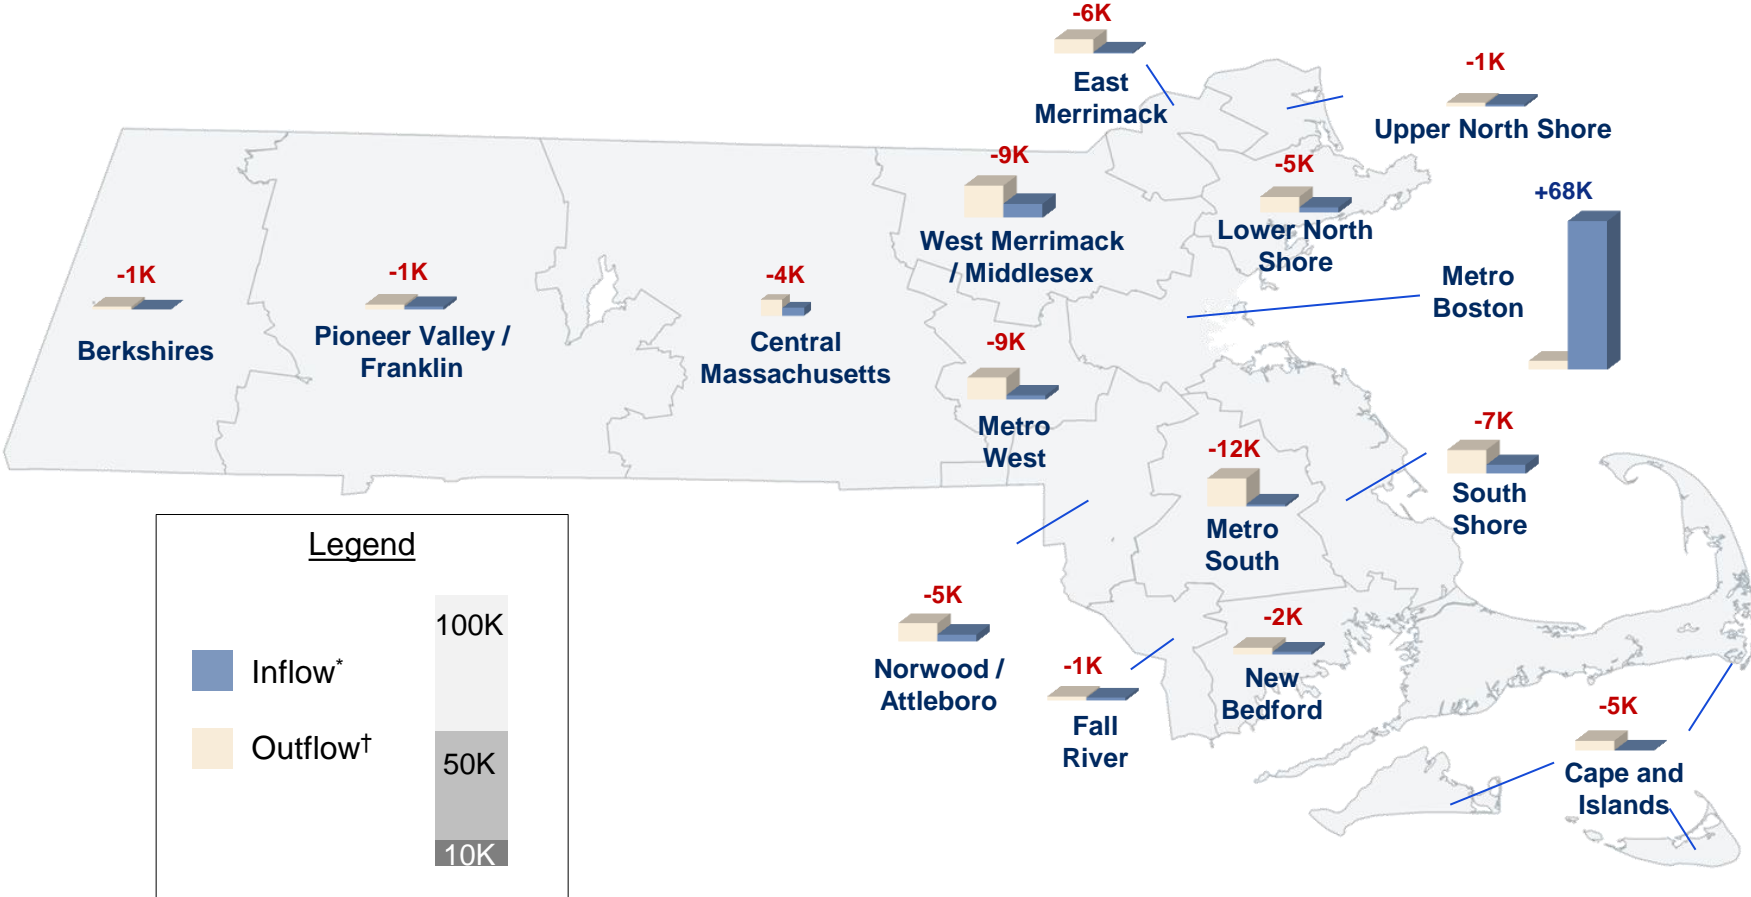 -6K
East
Merrimack
-1K
Upper North Shore
-9K
West Merrimack
/ Middlesex
-5K
Lower North
Shore
+68K
Metro
Boston
-1K
Berkshires
-1K
Pioneer Valley /
Franklin
-4K
Central
Massachusetts
-9K
Metro
West
-12K
Metro
South
-7K
South
Shore
-5K
Norwood /
Attleboro
-1K
Fall
River
-2K
New
Bedford
-5K
Cape and
Islands
Legend
Inflow*
Outflow†
100K
50K
10K